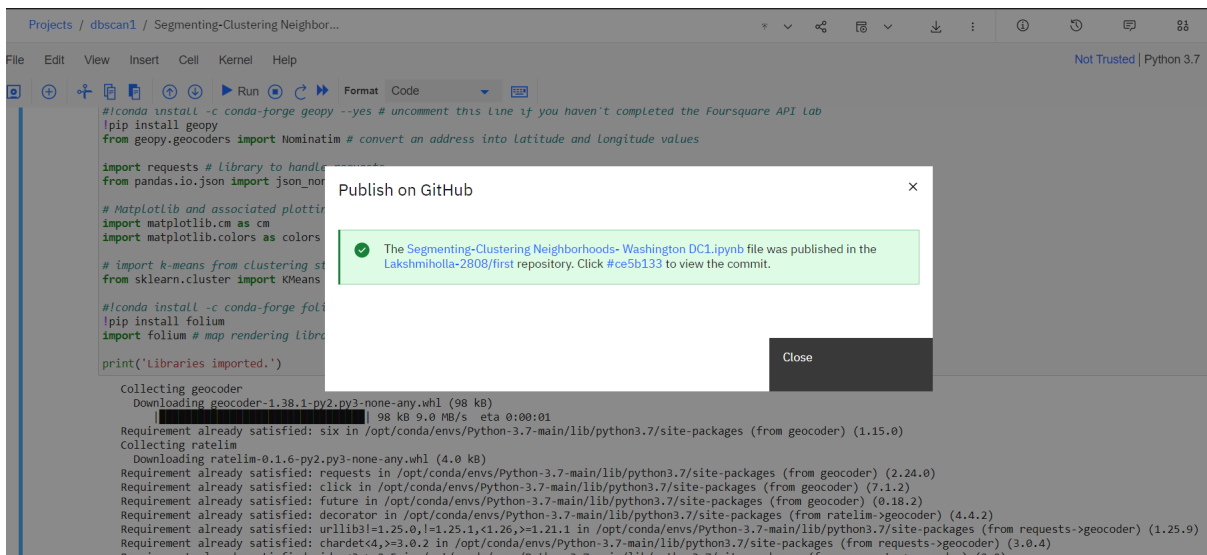 Projects / dbscan1 / Segmenting-Clustering Neighbor...
File Edit View Insert Cell Kernel Help
Not Trusted | Python 3.7
Run Format Code
#!conda install -c conda-forge geopy --yes # uncomment this line if you haven't completed the Foursquare API lab
!pip install geopy
from geopy.geocoders import Nominatim # convert an address into latitude and longitude values
import requests # library to handle requests
from pandas.io.json import json_nor
# Matplotlib and associated plottin
import matplotlib.cm as cm
import matplotlib.colors as colors
# import k-means from clustering st
from sklearn.cluster import KMeans
#!conda install -c conda-forge foli
!pip install folium
import folium # map rendering libra
print('Libraries imported.')
Publish on GitHub
The Segmenting-Clustering Neighborhoods- Washington DC1.ipynb file was published in the
Lakshmiholla-2808/first repository. Click #ce5b133 to view the commit.
Close
Collecting geocoder
Downloading geocoder-1.38.1-py2.py3-none-any.whl (98 kB)
| 98 kB 9.0 MB/s eta 0:00:01
Requirement already satisfied: six in /opt/conda/envs/Python-3.7-main/lib/python3.7/site-packages (from geocoder) (1.15.0)
Collecting ratelim
Downloading ratelim-0.1.6-py2.py3-none-any.whl (4.0 kB)
Requirement already satisfied: requests in /opt/conda/envs/Python-3.7-main/lib/python3.7/site-packages (from geocoder) (2.24.0)
Requirement already satisfied: click in /opt/conda/envs/Python-3.7-main/lib/python3.7/site-packages (from geocoder) (7.1.2)
Requirement already satisfied: future in /opt/conda/envs/Python-3.7-main/lib/python3.7/site-packages (from geocoder) (0.18.2)
Requirement already satisfied: decorator in /opt/conda/envs/Python-3.7-main/lib/python3.7/site-packages (from ratelim->geocoder) (4.4.2)
Requirement already satisfied: urllib3!=1.25.0,!=1.25.1,<1.26,>=1.21.1 in /opt/conda/envs/Python-3.7-main/lib/python3.7/site-packages (from requests->geocoder) (1.25.9)
Requirement already satisfied: chardet<4,>=3.0.2 in /opt/conda/envs/Python-3.7-main/lib/python3.7/site-packages (from requests->geocoder) (3.0.4)